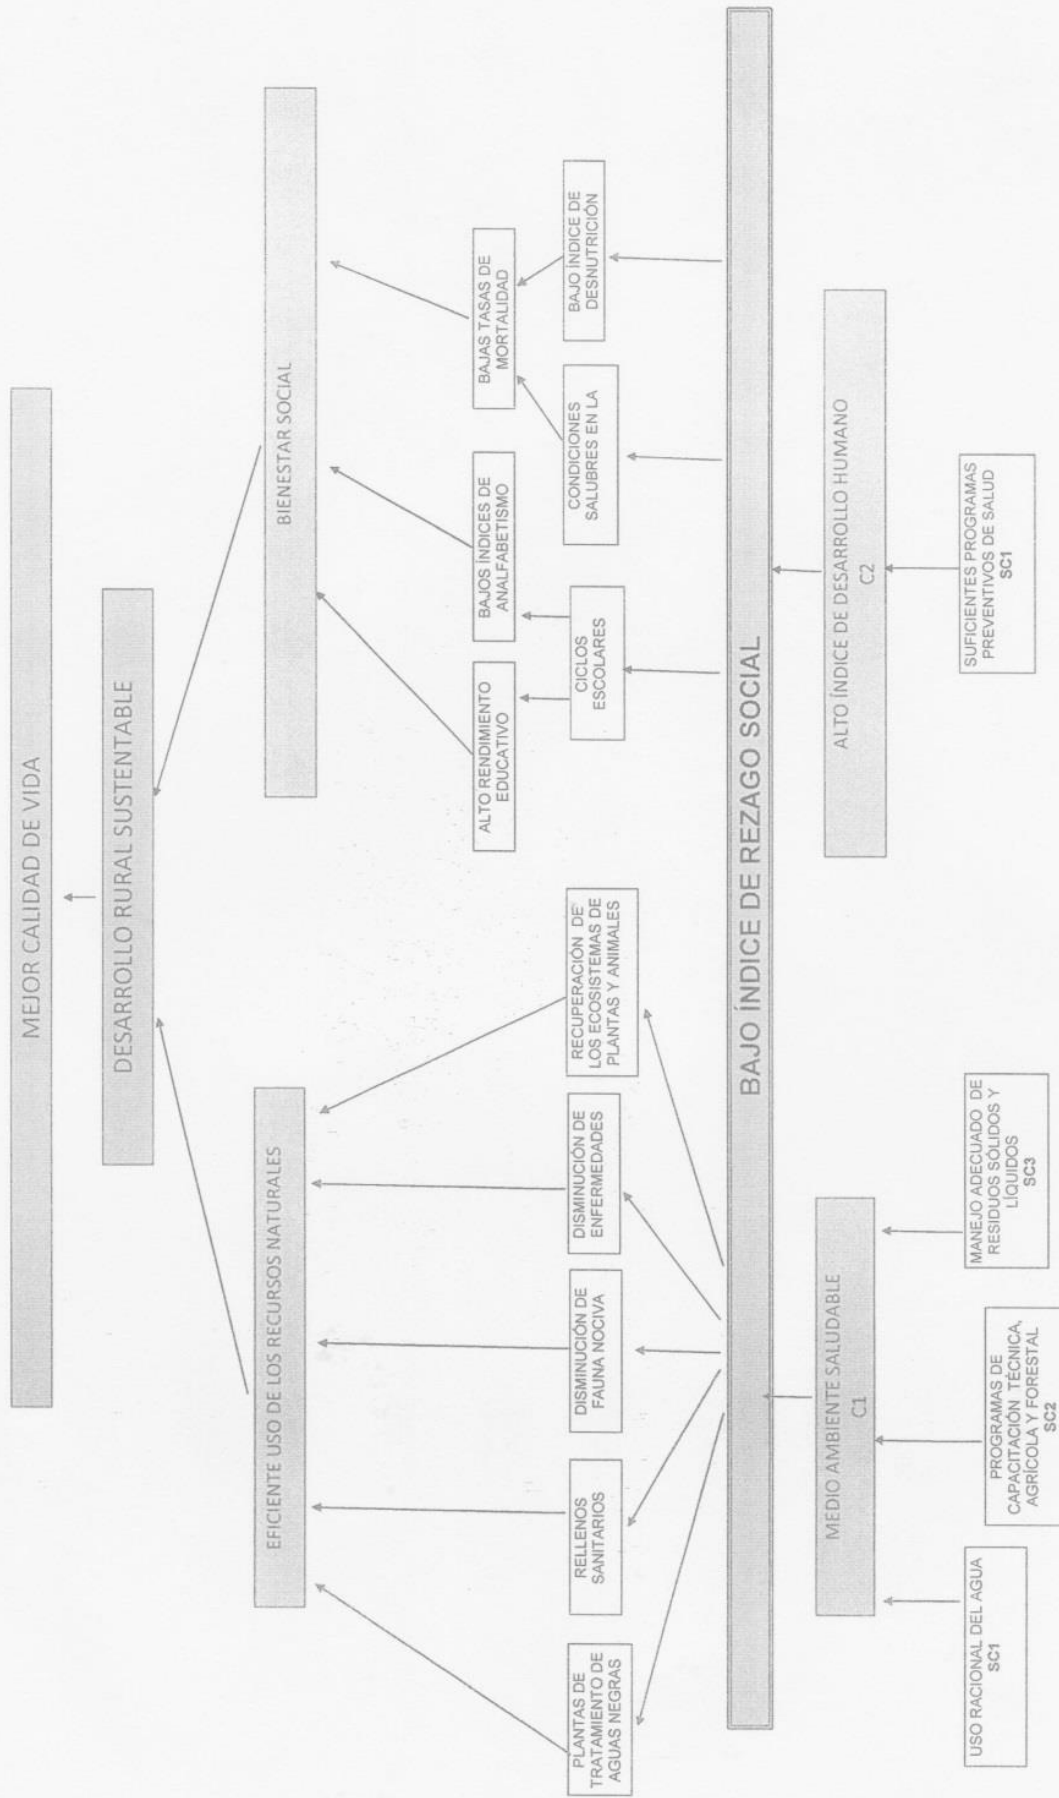 MEJOR CALIDAD DE VIDA
DESARROLLO RURAL SUSTENTABLE
EFICIENTE USO DE LOS RECURSOS NATURALES
BIENESTAR SOCIAL
ALTO RENDIMIENTO
EDUCATIVO
BAJOS ÍNDICES DE
ANALFABETISMO
BAJAS TASAS DE
MORTALIDAD
PLANTAS DE
TRATAMIENTO DE
AGUAS NEGRAS
RELLENOS
SANITARIOS
DISMINUCIÓN DE
FAUNA NOCIVA
DISMINUCIÓN DE
ENFERMEDADES
RECUPERACIÓN DE
LOS ECOSISTEMAS DE
PLANTAS Y ANIMALES
CICLOS
ESCOLARES
CONDICIONES
SALUBRES EN LA
BAJO ÍNDICE DE
DESNUTRICIÓN
BAJO ÍNDICE DE REZAGO SOCIAL
MEDIO AMBIENTE SALUDABLE
C1
ALTO ÍNDICE DE DESARROLLO HUMANO
C2
USO RACIONAL DEL AGUA
SC1
PROGRAMAS DE
CAPACITACIÓN TÉCNICA,
AGRÍCOLA Y FORESTAL
SC2
MANEJO ADECUADO DE
RESIDUOS SÓLIDOS Y
LÍQUIDOS
SC3
SUFICIENTES PROGRAMAS
PREVENTIVOS DE SALUD
SC1